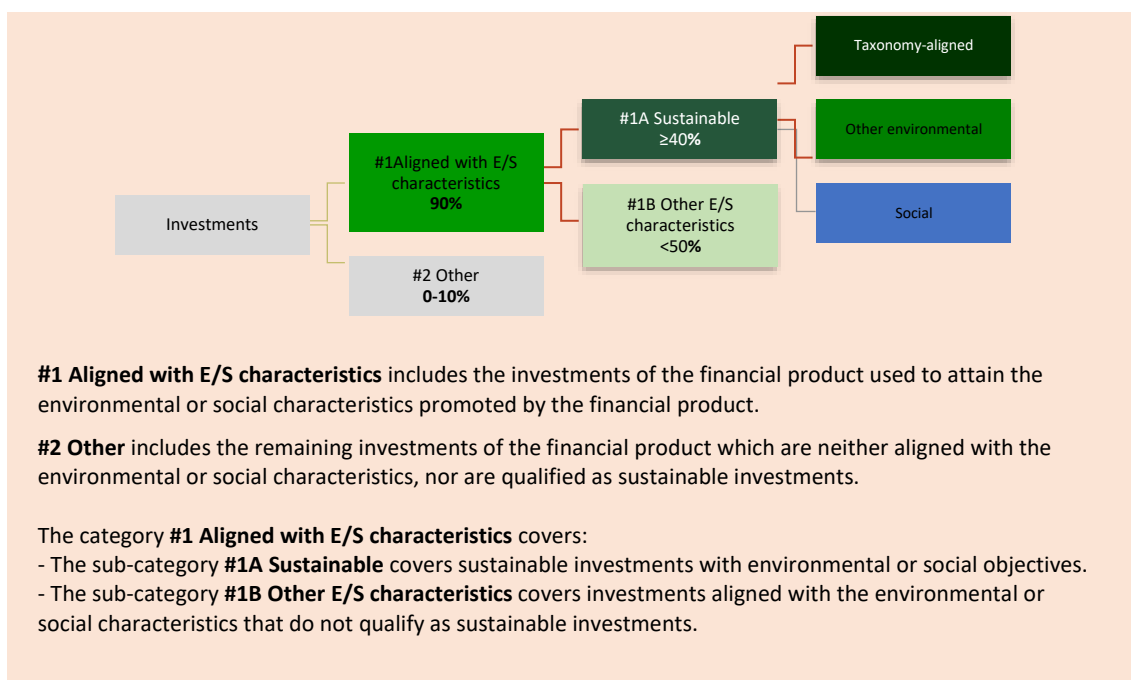 Taxonomy-aligned
#1A Sustainable
≥40%
Other environmental
#1Aligned with E/S
characteristics
90%
#1B Other E/S
characteristics
<50%
Social
Investments
#2 Other
0-10%
#1 Aligned with E/S characteristics includes the investments of the financial product used to attain the
environmental or social characteristics promoted by the financial product.
#2 Other includes the remaining investments of the financial product which are neither aligned with the
environmental or social characteristics, nor are qualified as sustainable investments.
The category #1 Aligned with E/S characteristics covers:
- The sub-category #1A Sustainable covers sustainable investments with environmental or social objectives.
- The sub-category #1B Other E/S characteristics covers investments aligned with the environmental or
social characteristics that do not qualify as sustainable investments.